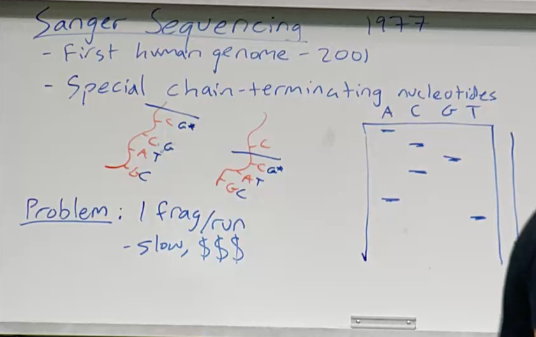 Sanger Sequencing 1977
- First human genome - 2001
- Special chain-terminating nucleotides
A C G T
C G*
C G
A T
G C
C
C G*
A T
G C
Problem: 1 frag/run
- slow, $$$